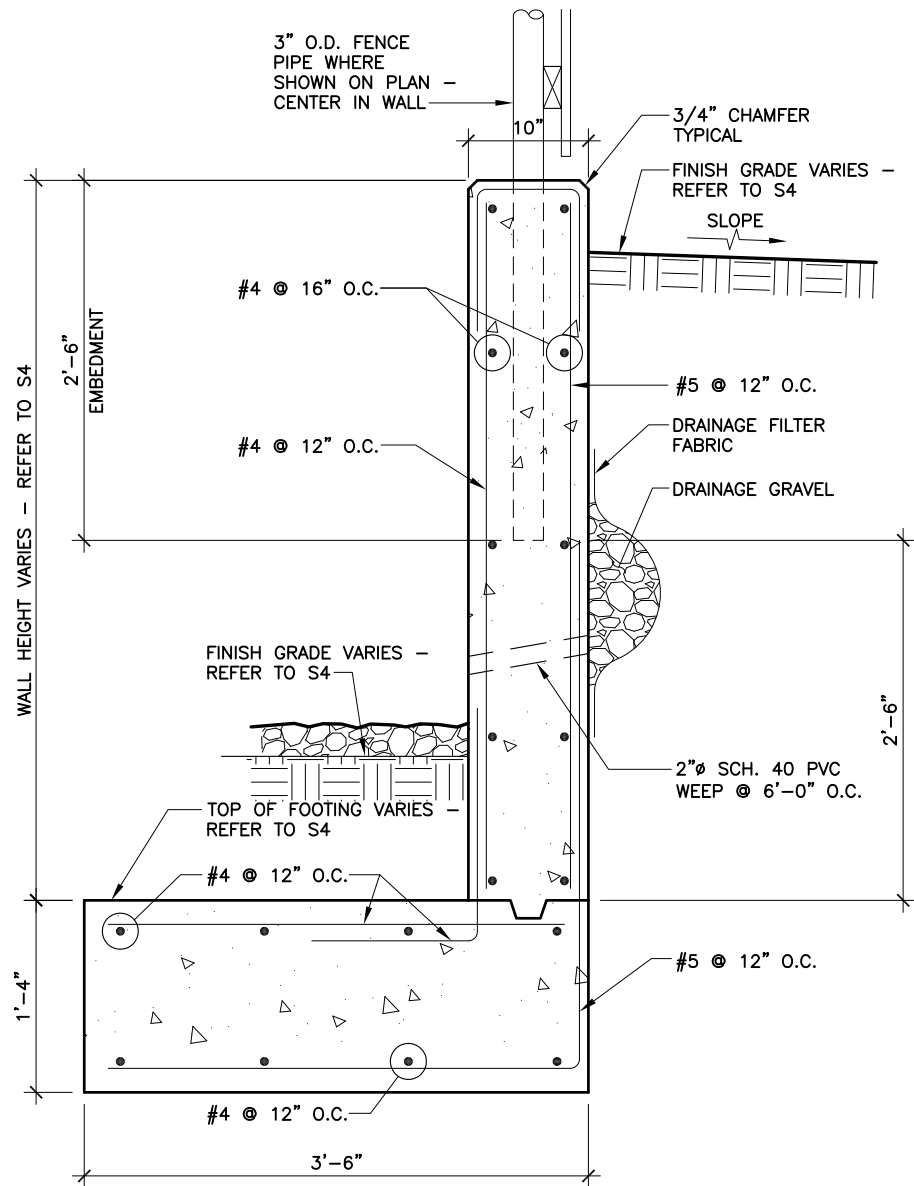 3" O.D. FENCE
PIPE WHERE
SHOWN ON PLAN –
CENTER IN WALL
10"
3/4" CHAMFER
TYPICAL
FINISH GRADE VARIES –
REFER TO S4
SLOPE
#4 @ 16" O.C.
2'-6"
EMBEDMENT
WALL HEIGHT VARIES – REFER TO S4
#5 @ 12" O.C.
#4 @ 12" O.C.
DRAINAGE FILTER
FABRIC
DRAINAGE GRAVEL
FINISH GRADE VARIES –
REFER TO S4
2'-6"
2"ø SCH. 40 PVC
WEEP @ 6'-0" O.C.
TOP OF FOOTING VARIES –
REFER TO S4
#4 @ 12" O.C.
#5 @ 12" O.C.
1'-4"
#4 @ 12" O.C.
3'-6"